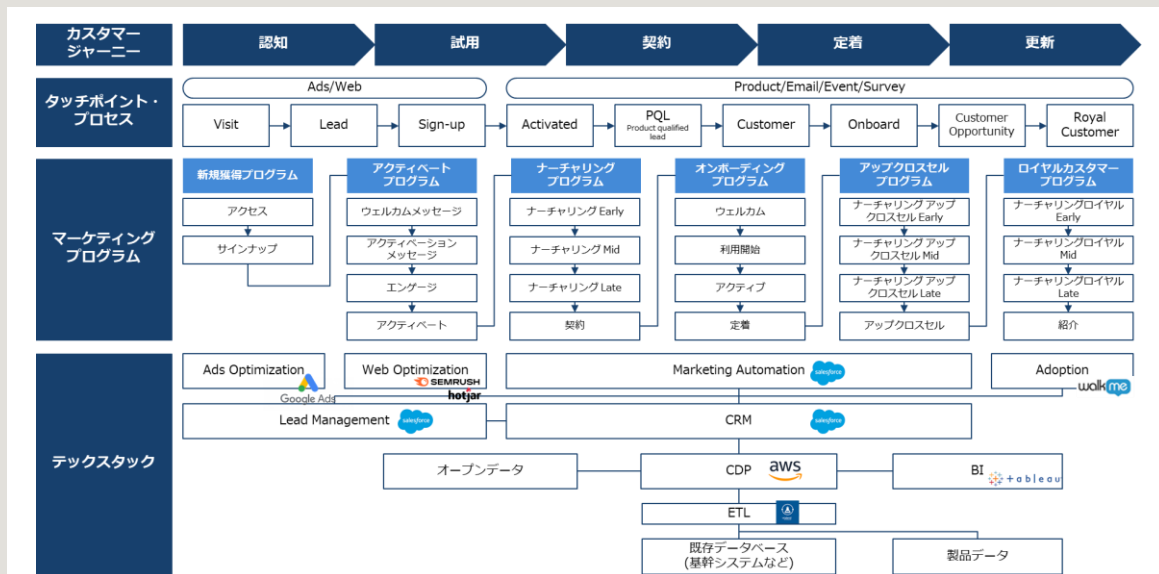 カスタマー
ジャーニー
認知
試用
契約
定着
更新
タッチポイント・
プロセス
Ads/Web
Product/Email/Event/Survey
Visit
Lead
Sign-up
Activated
PQL
Product qualified
lead
Customer
Onboard
Customer
Opportunity
Royal
Customer
マーケティング
プログラム
新規獲得プログラム
アクセス
サインナップ
アクティベート
プログラム
ウェルカムメッセージ
アクティベーション
メッセージ
エンゲージ
アクティベート
ナーチャリング
プログラム
ナーチャリング Early
ナーチャリング Mid
ナーチャリング Late
契約
オンボーディング
プログラム
ウェルカム
利用開始
アクティブ
定着
アップクロスセル
プログラム
ナーチャリング アップ
クロスセル Early
ナーチャリング アップ
クロスセル Mid
ナーチャリング アップ
クロスセル Late
アップクロスセル
ロイヤルカスタマー
プログラム
ナーチャリングロイヤル
Early
ナーチャリングロイヤル
Mid
ナーチャリングロイヤル
Late
紹介
テックスタック
Ads Optimization
Google Ads
Web Optimization
SEMRUSH
hotjar
Marketing Automation
salesforce
Adoption
walkme
Lead Management
salesforce
CRM
salesforce
オープンデータ
CDP
aws
BI
+ableau
ETL
既存データベース
(基幹システムなど)
製品データ